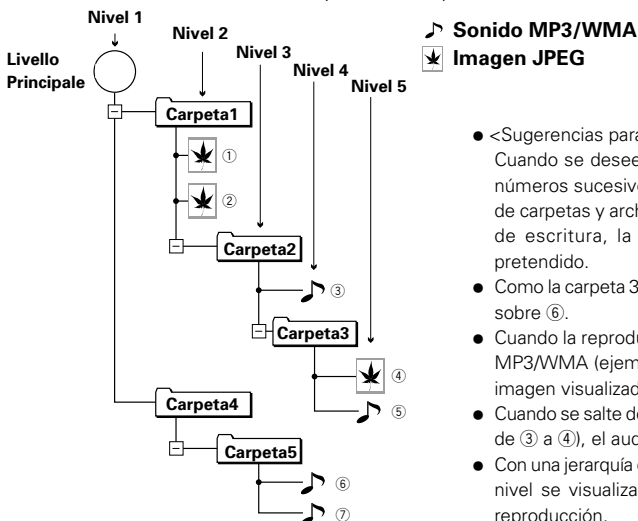 Nivel 1
Nivel 2
Nivel 3
Nivel 4
Nivel 5
Livello
Principale
Carpeta1
①
②
Carpeta2
③
Carpeta3
④
⑤
Carpeta4
Carpeta5
⑥
⑦
Sonido MP3/WMA
Imagen JPEG
● <Sugerencias para
Cuando se desee
números sucesiv
de carpetas y arch
de escritura, la
pretendido.
● Como la carpeta 3
sobre ⑥.
● Cuando la reprodu
MP3/WMA (ejem
imagen visualizad
● Cuando se salte de
de ③ a ④), el aud
● Con una jerarquía
nivel se visualiza
reproducción.